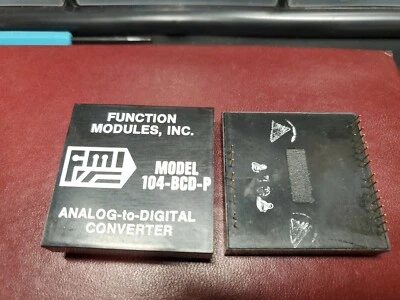 FUNCTION
MODULES, INC.
fmi
MODEL
104-BCD-P
ANALOG-to-DIGITAL
CONVERTER